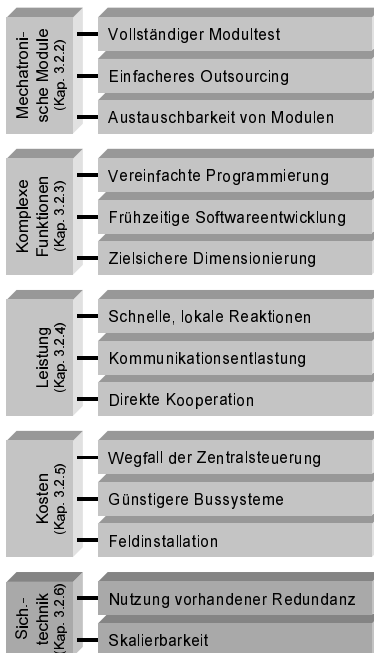 Mechatroni-
sche Module
(Kap. 3.2.2)
Vollständiger Modultest
Einfacheres Outsourcing
Austauschbarkeit von Modulen
Komplexe
Funktionen
(Kap. 3.2.3)
Vereinfachte Programmierung
Frühzeitige Softwareentwicklung
Zielsichere Dimensionierung
Leistung
(Kap. 3.2.4)
Schnelle, lokale Reaktionen
Kommunikationsentlastung
Direkte Kooperation
Kosten
(Kap. 3.2.5)
Wegfall der Zentralsteuerung
Günstigere Bussysteme
Feldinstallation
Sich.-
technik
(Kap. 3.2.6)
Nutzung vorhandener Redundanz
Skalierbarkeit